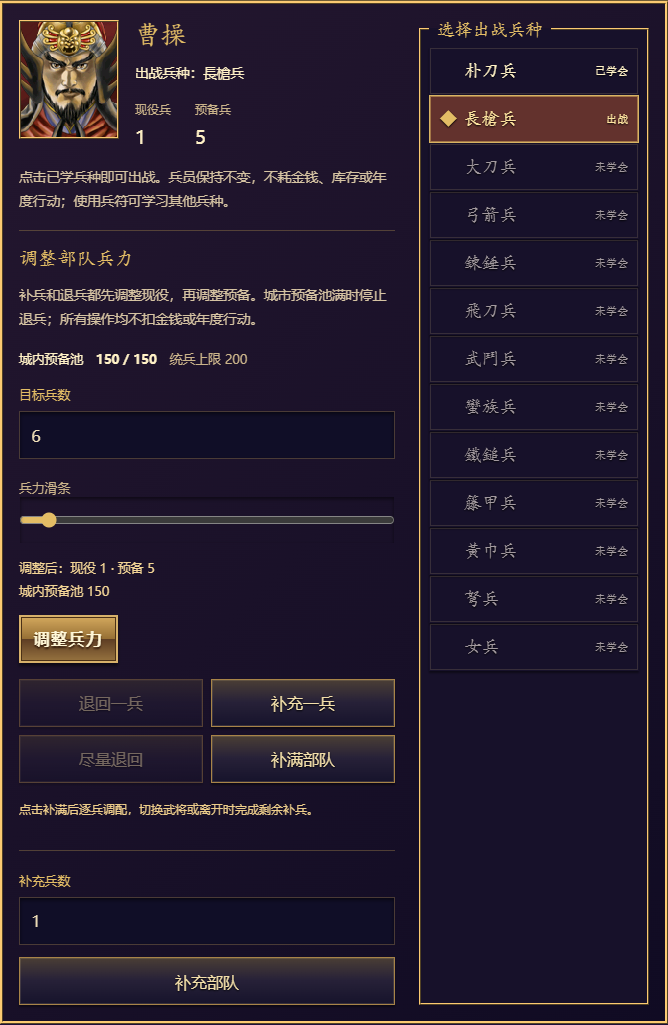 曹操
出战兵种：長槍兵
现役兵 预备兵
1 5
点击已学兵种即可出战。兵员保持不变，不耗金钱、库存或年
度行动；使用兵符可学习其他兵种。
调整部队兵力
补兵和退兵都先调整现役，再调整预备。城市预备池满时停止
退兵；所有操作均不扣金钱或年度行动。
城内预备池 150 / 150 统兵上限 200
目标兵数
6
兵力滑条
调整后：现役 1 · 预备 5
城内预备池 150
调整兵力
退回一兵 补充一兵
尽量退回 补满部队
点击补满后逐兵调配，切换武将或离开时完成剩余补兵。
补充兵数
1
补充部队
选择出战兵种
朴刀兵 已学会
長槍兵 出战
大刀兵 未学会
弓箭兵 未学会
鍊錘兵 未学会
飛刀兵 未学会
武鬥兵 未学会
蠻族兵 未学会
鐵鎚兵 未学会
藤甲兵 未学会
黃巾兵 未学会
弩兵 未学会
女兵 未学会